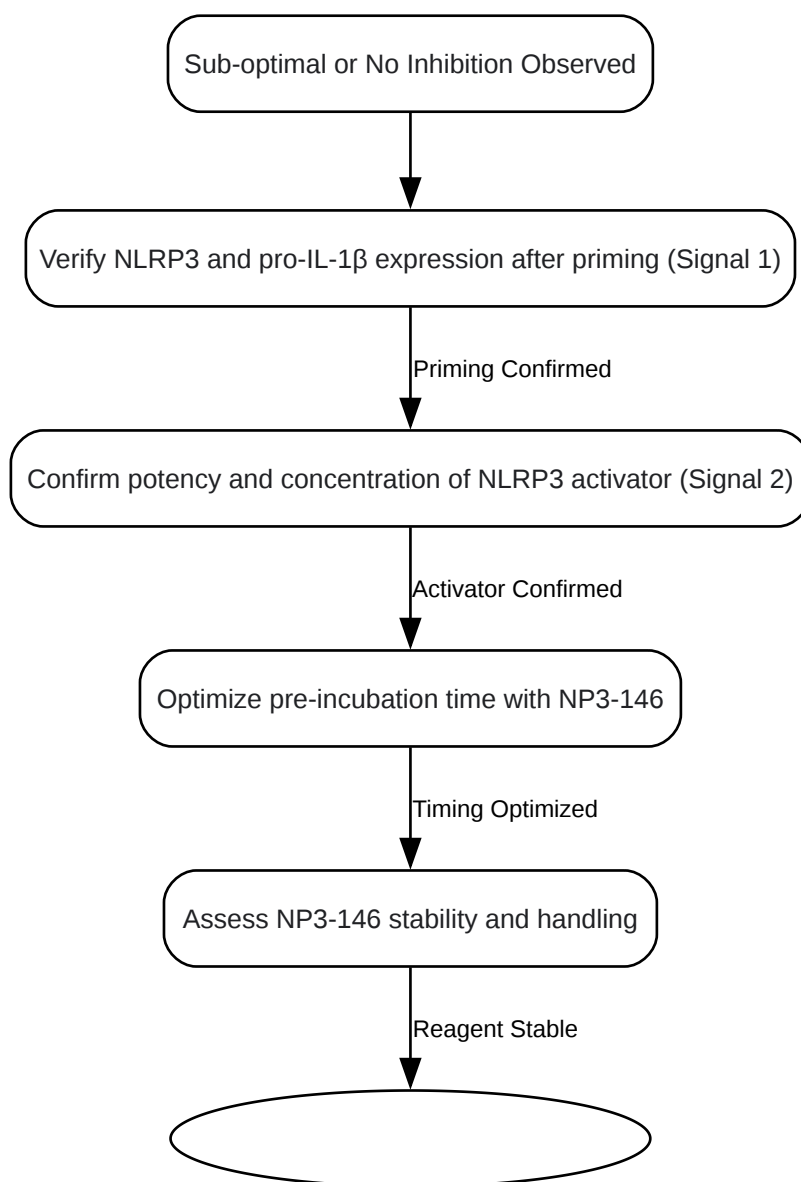 Sub-optimal or No Inhibition Observed
Verify NLRP3 and pro-IL-1β expression after priming (Signal 1)
Priming Confirmed
Confirm potency and concentration of NLRP3 activator (Signal 2)
Activator Confirmed
Optimize pre-incubation time with NP3-146
Timing Optimized
Assess NP3-146 stability and handling
Reagent Stable